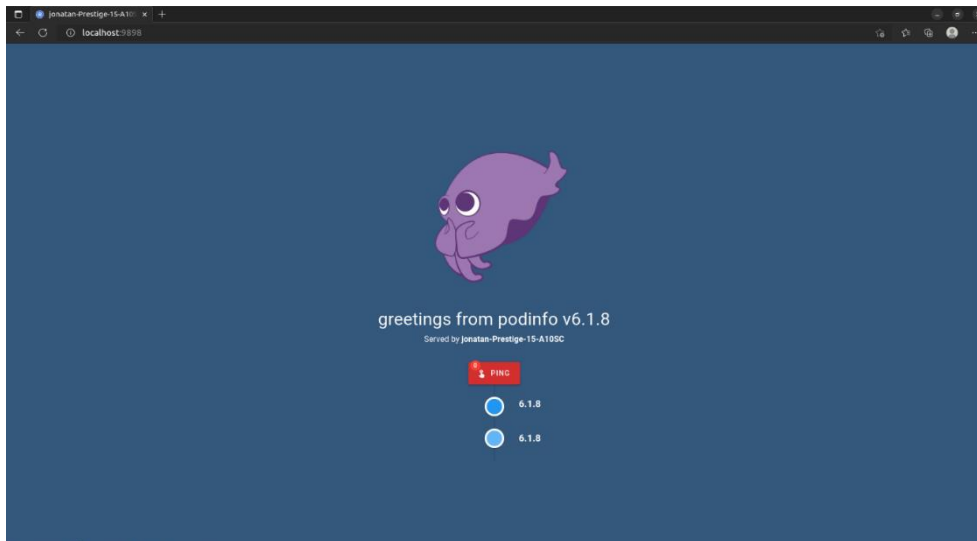 jonatan-Prestige-15-A10
localhost:9898
greetings from podinfo v6.1.8
Served by jonatan-Prestige-15-A10SC
PING
6.1.8
6.1.8